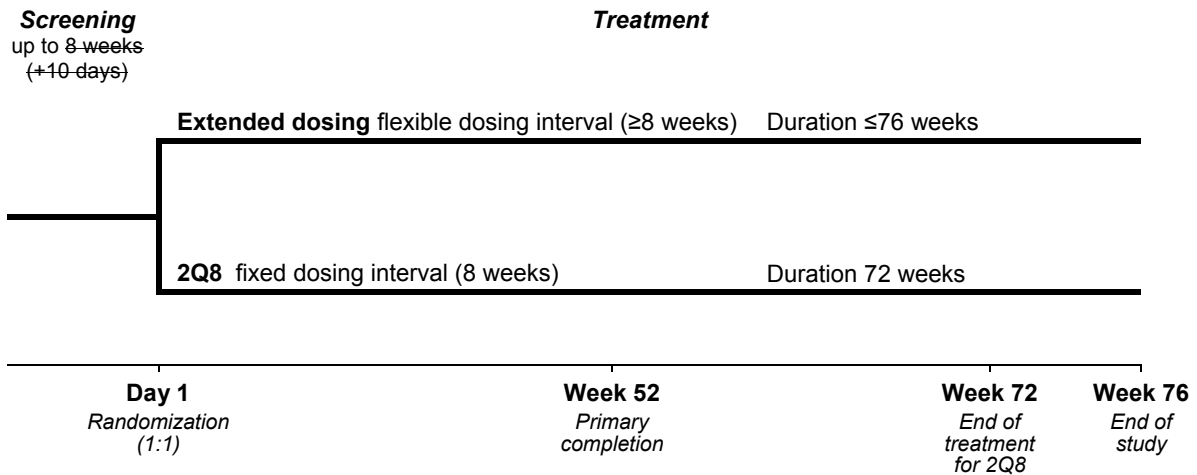 Screening
up to 8 weeks
(+10 days)
Treatment
Extended dosing flexible dosing interval (≥8 weeks) Duration ≤76 weeks
2Q8 fixed dosing interval (8 weeks) Duration 72 weeks
Day 1
Randomization
(1:1)
Week 52
Primary
completion
Week 72
End of
treatment
for 2Q8
Week 76
End of
study